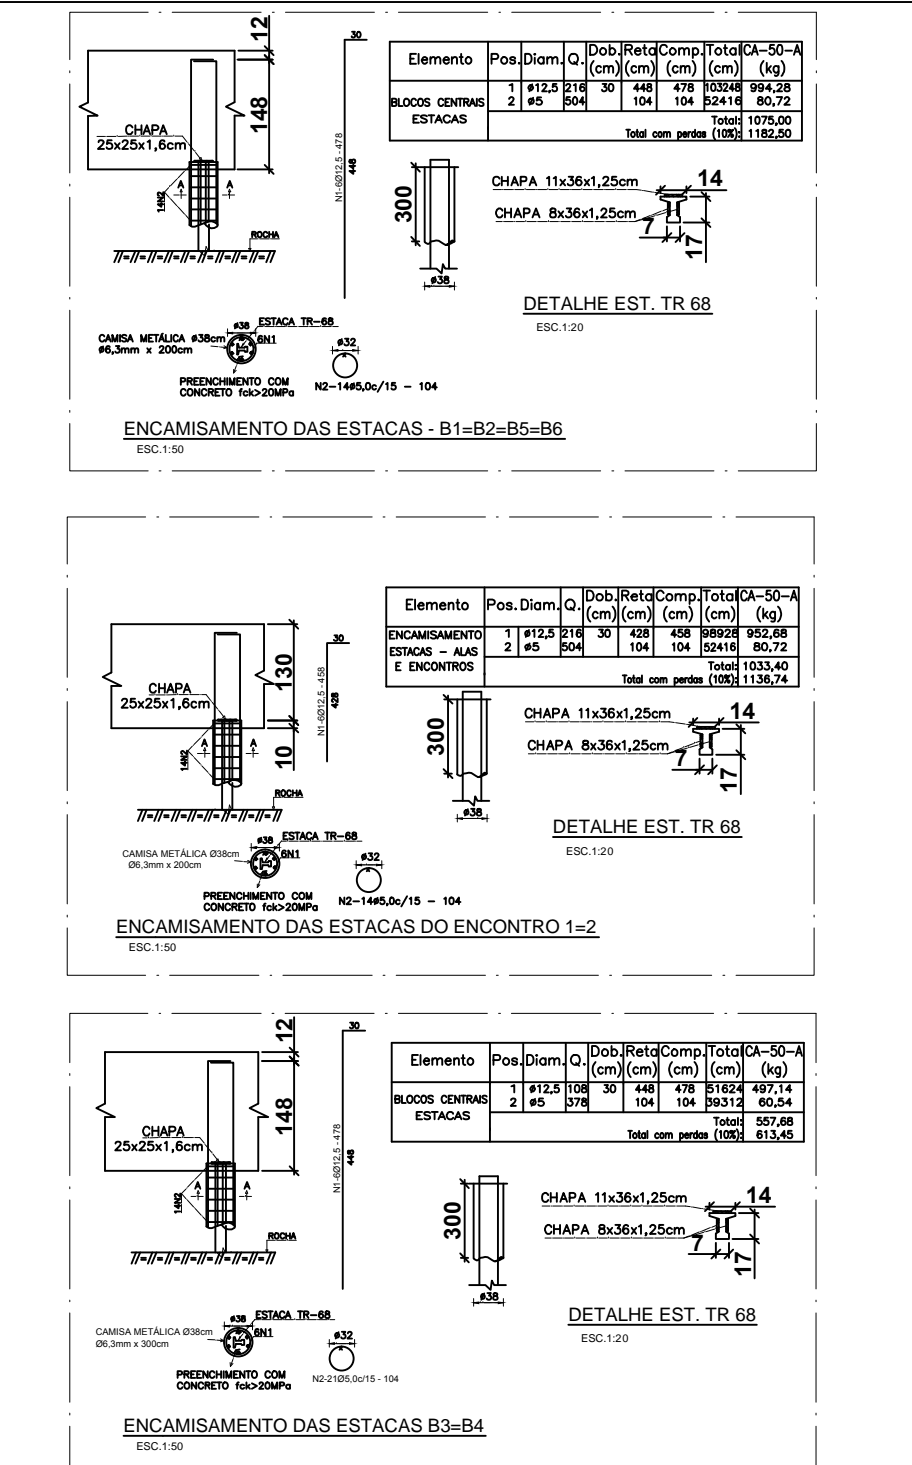 12
148
CHAPA
25x25x1,6cm
14N2
A
A
ROCHA
30
N1-6Ø12,5 - 478
448
Elemento Pos. Diam. Q. Dob. (cm) Reta (cm) Comp. (cm) Total (cm) CA-50-A (kg)
BLOCOS CENTRAIS ESTACAS
1 ø12,5 216 30 448 478 103248 994,28
2 ø5 504 104 104 52416 80,72
Total: 1075,00
Total com perdas (10%): 1182,50
300
ø38
CHAPA 11x36x1,25cm
14
CHAPA 8x36x1,25cm
7
17
DETALHE EST. TR 68
ESC.1:20
ø38
ESTACA TR-68
CAMISA METÁLICA ø38cm
ø6,3mm x 200cm
6N1
PREENCHIMENTO COM
CONCRETO fck>20MPa
ø32
N2-14ø5,0c/15 - 104
ENCAMISAMENTO DAS ESTACAS - B1=B2=B5=B6
ESC.1:50
130
10
CHAPA
25x25x1,6cm
14N2
A
A
ROCHA
30
N1-6Ø12,5 - 458
428
Elemento Pos. Diam. Q. Dob. (cm) Reta (cm) Comp. (cm) Total (cm) CA-50-A (kg)
ENCAMISAMENTO
ESTACAS - ALAS
E ENCONTROS
1 ø12,5 216 30 428 458 98928 952,68
2 ø5 504 104 104 52416 80,72
Total: 1033,40
Total com perdas (10%): 1136,74
300
ø38
CHAPA 11x36x1,25cm
14
CHAPA 8x36x1,25cm
7
17
DETALHE EST. TR 68
ESC.1:20
ø38
ESTACA TR-68
CAMISA METÁLICA Ø38cm
Ø6,3mm x 200cm
6N1
PREENCHIMENTO COM
CONCRETO fck>20MPa
ø32
N2-14ø5,0c/15 - 104
ENCAMISAMENTO DAS ESTACAS DO ENCONTRO 1=2
ESC.1:50
12
148
CHAPA
25x25x1,6cm
14N2
A
A
ROCHA
30
N1-6Ø12,5 - 478
448
Elemento Pos. Diam. Q. Dob. (cm) Reta (cm) Comp. (cm) Total (cm) CA-50-A (kg)
BLOCOS CENTRAIS
ESTACAS
1 ø12,5 108 30 448 478 51624 497,14
2 ø5 378 104 104 39312 60,54
Total: 557,68
Total com perdas (10%): 613,45
300
ø38
CHAPA 11x36x1,25cm
14
CHAPA 8x36x1,25cm
7
17
DETALHE EST. TR 68
ESC.1:20
ø38
ESTACA TR-68
CAMISA METÁLICA Ø38cm
Ø6,3mm x 300cm
6N1
PREENCHIMENTO COM
CONCRETO fck>20MPa
ø32
N2-21Ø5,0c/15 - 104
ENCAMISAMENTO DAS ESTACAS B3=B4
ESC.1:50